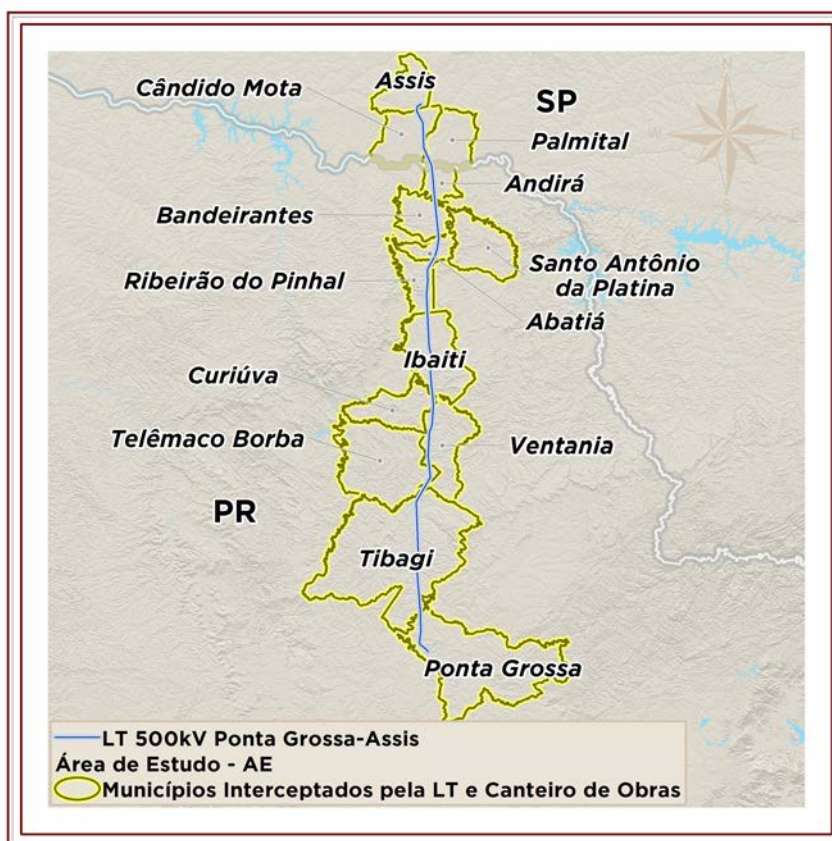 Assis
Cândido Mota
SP
N
W
E
S
Palmital
Andirá
Bandeirantes
Santo Antônio
da Platina
Ribeirão do Pinhal
Abatiá
Ibaiti
Curiúva
Telêmaco Borba
Ventania
PR
Tibagi
Ponta Grossa
LT 500kV Ponta Grossa-Assis
Área de Estudo - AE
Municípios Interceptados pela LT e Canteiro de Obras